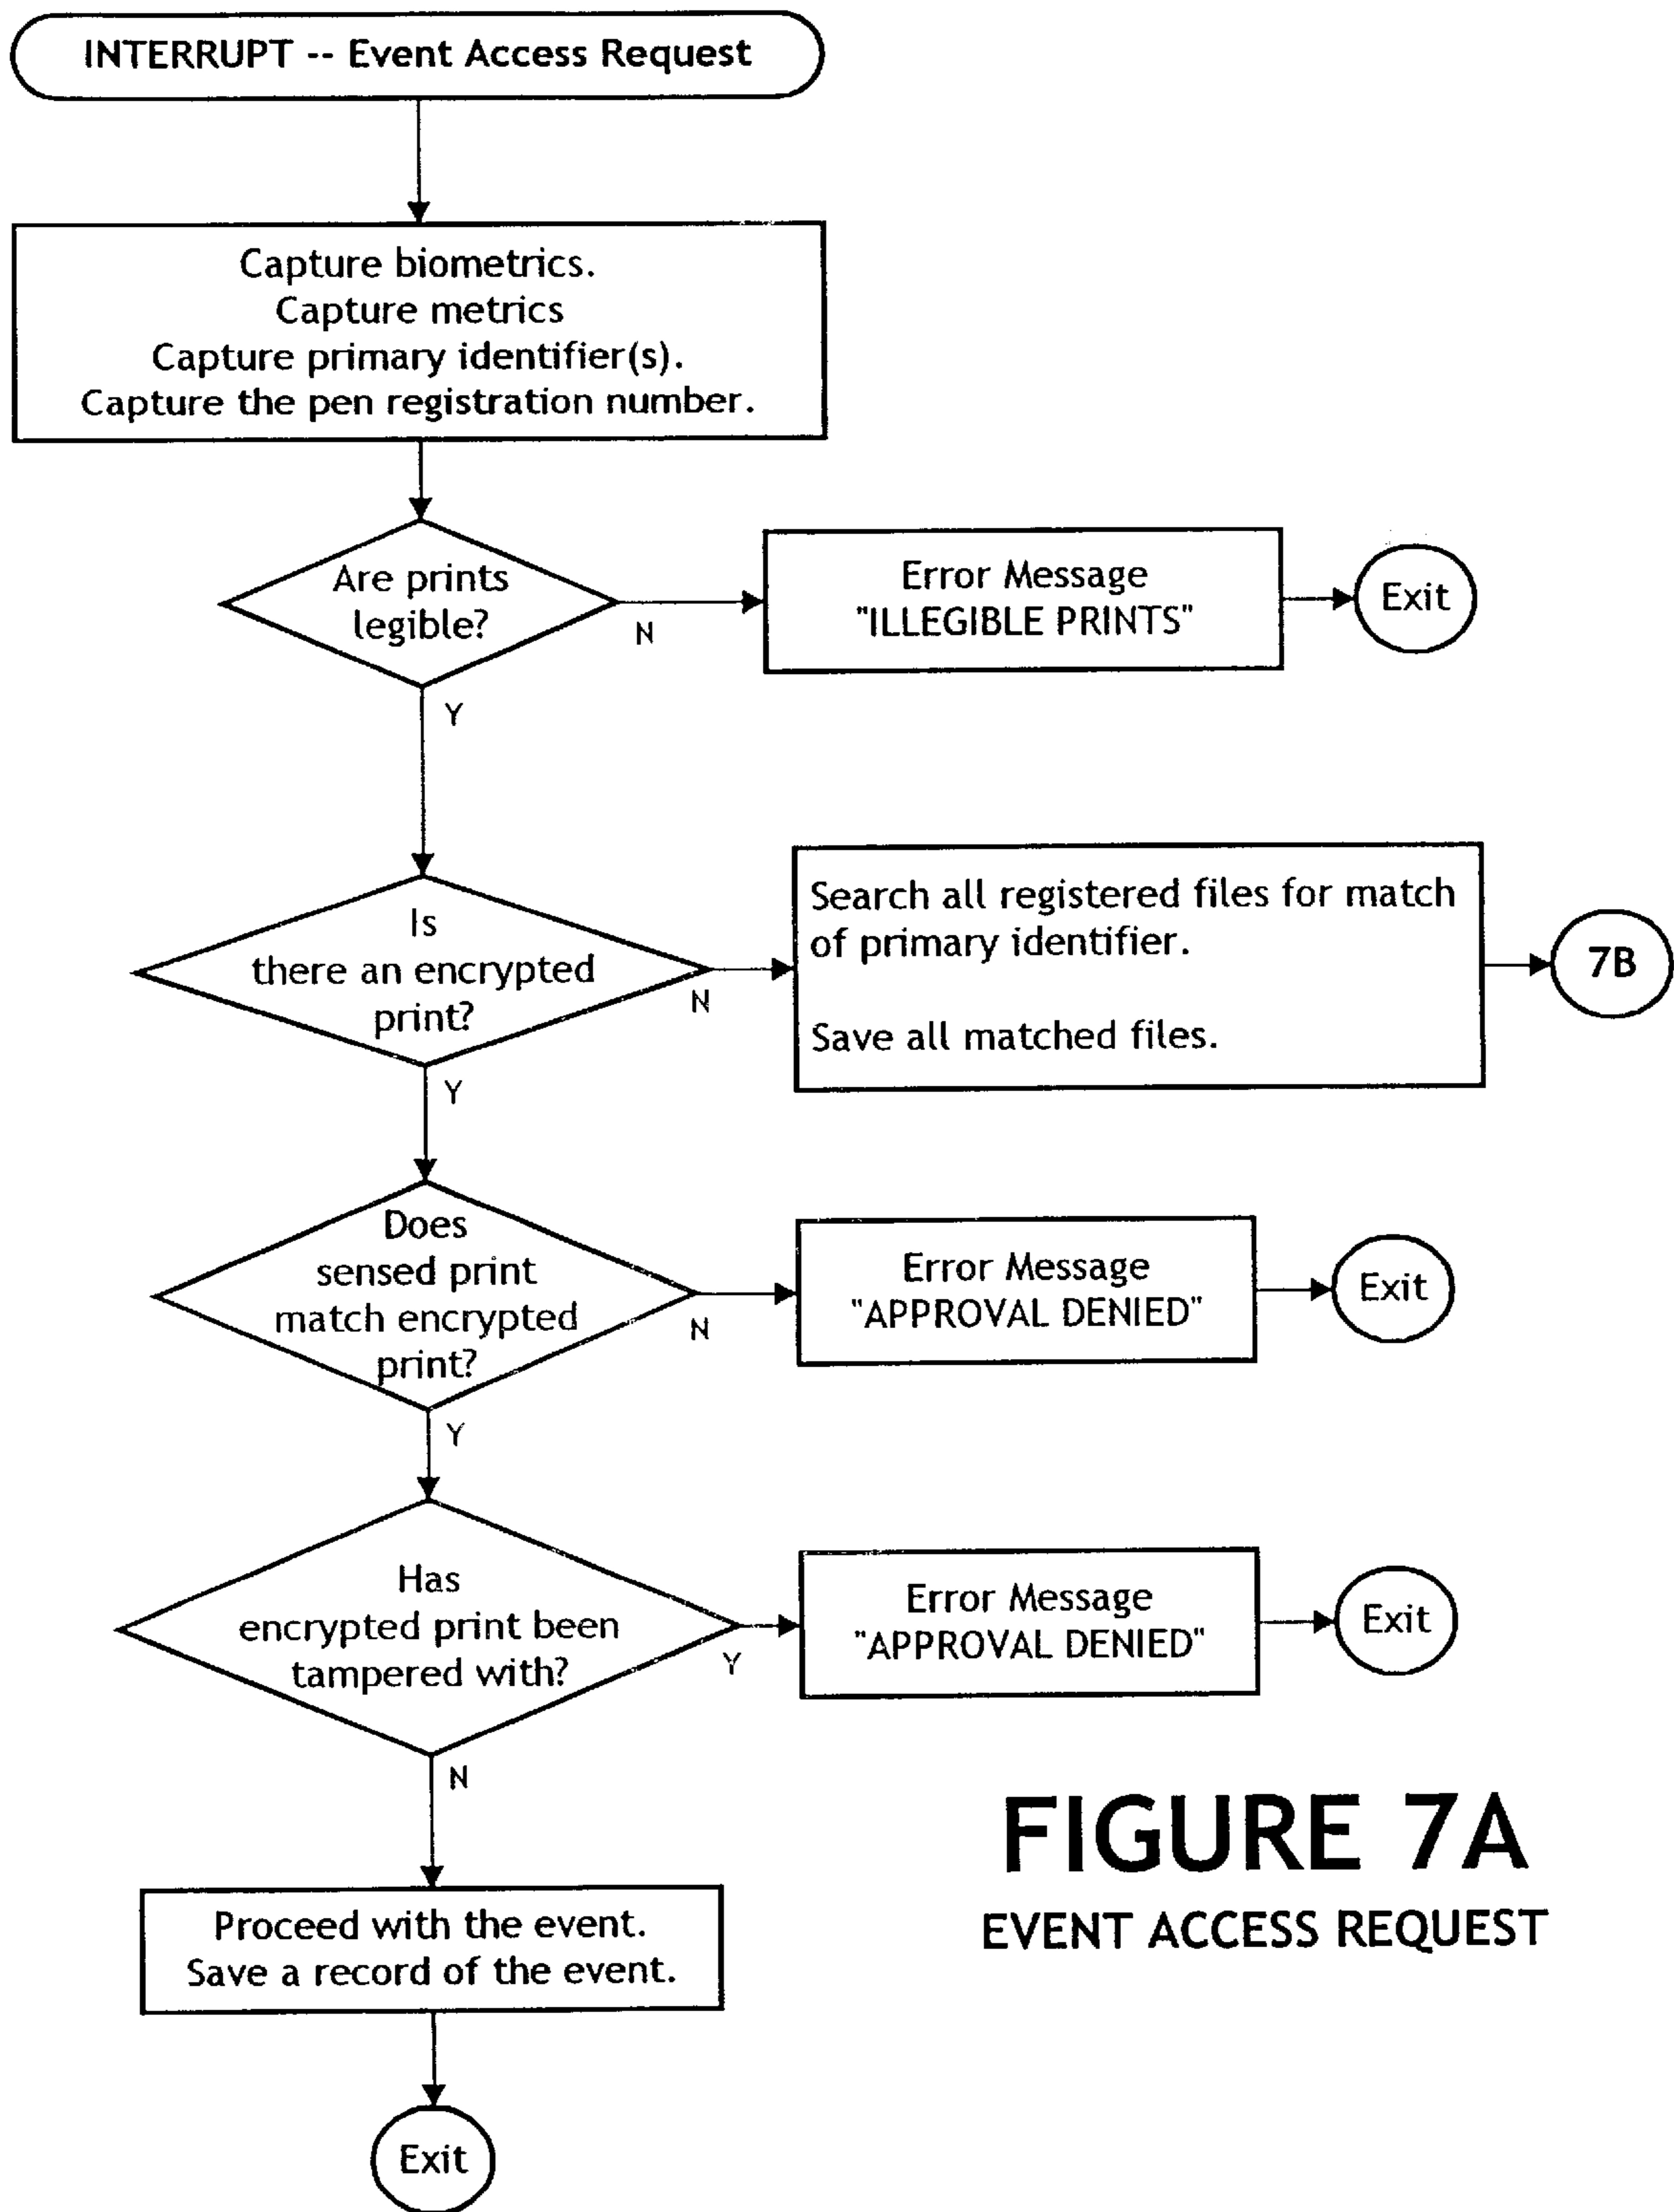 INTERRUPT -- Event Access Request
Capture biometrics.
Capture metrics
Capture primary identifier(s).
Capture the pen registration number.
Are prints
legible?
N
Error Message
"ILLEGIBLE PRINTS"
Exit
Y
Is
there an encrypted
print?
N
Search all registered files for match
of primary identifier.
Save all matched files.
7B
Y
Does
sensed print
match encrypted
print?
N
Error Message
"APPROVAL DENIED"
Exit
Y
Has
encrypted print been
tampered with?
Y
Error Message
"APPROVAL DENIED"
Exit
N
Proceed with the event.
Save a record of the event.
Exit
FIGURE 7A
EVENT ACCESS REQUEST